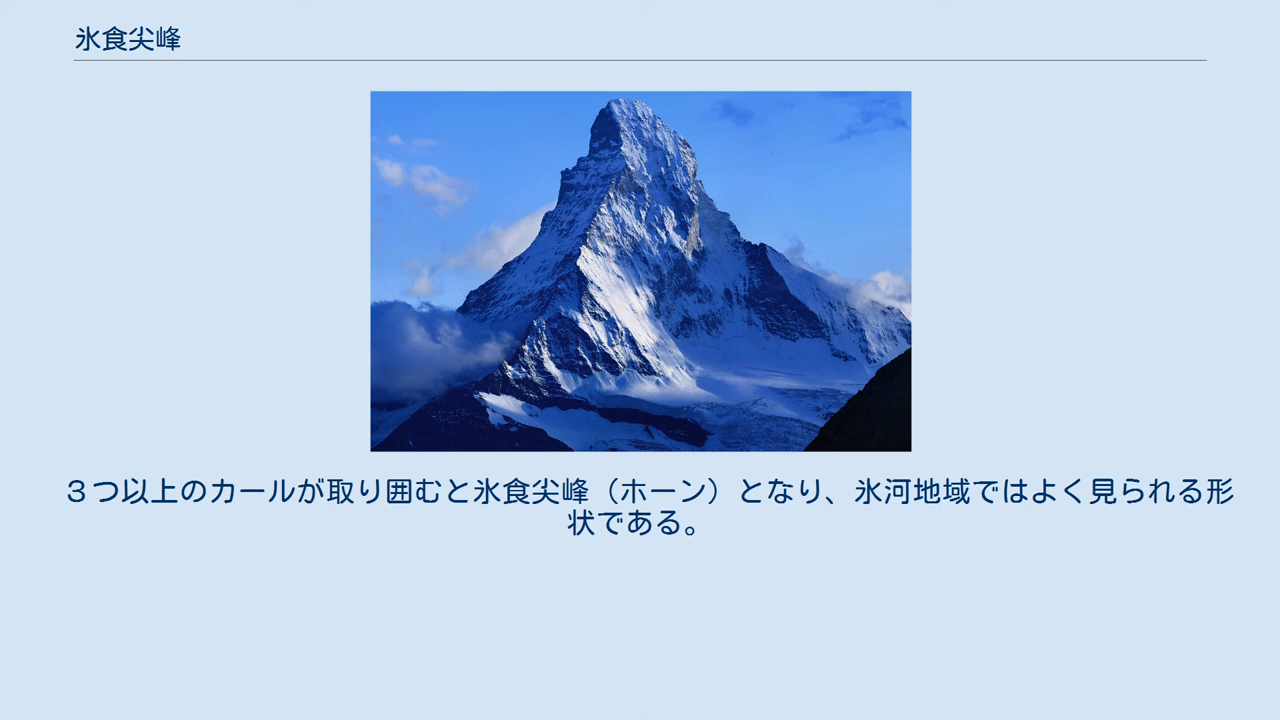 氷食尖峰
３つ以上のカールが取り囲むと氷食尖峰（ホーン）となり、氷河地域ではよく見られる形
状である。